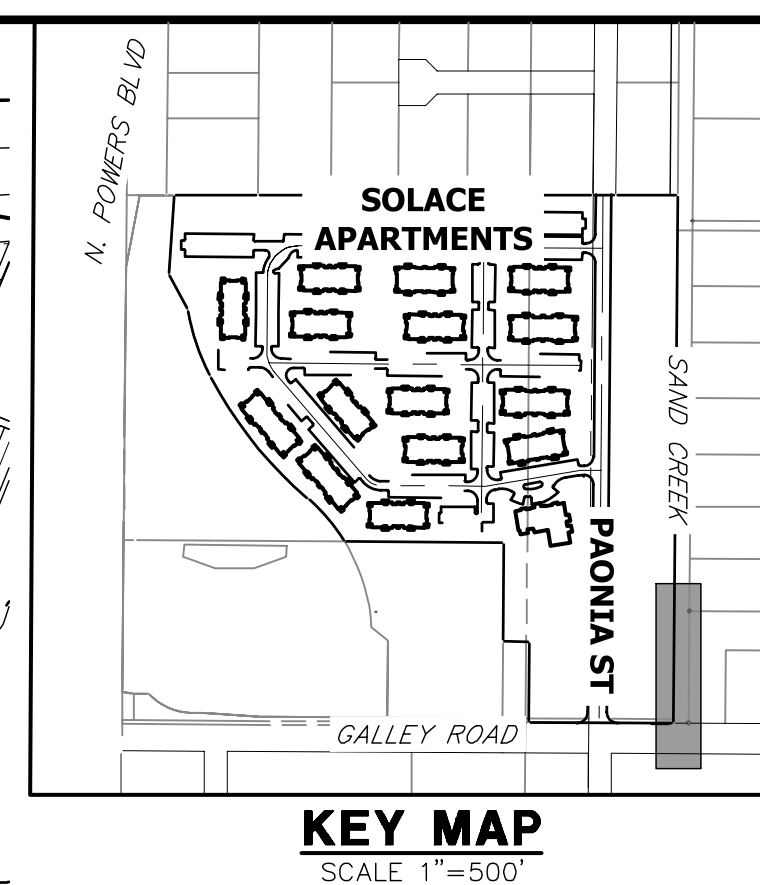 N. POWERS BLVD
SOLACE
APARTMENTS
SAND CREEK
PAONIA ST
GALLEY ROAD
KEY MAP
SCALE 1"=500'